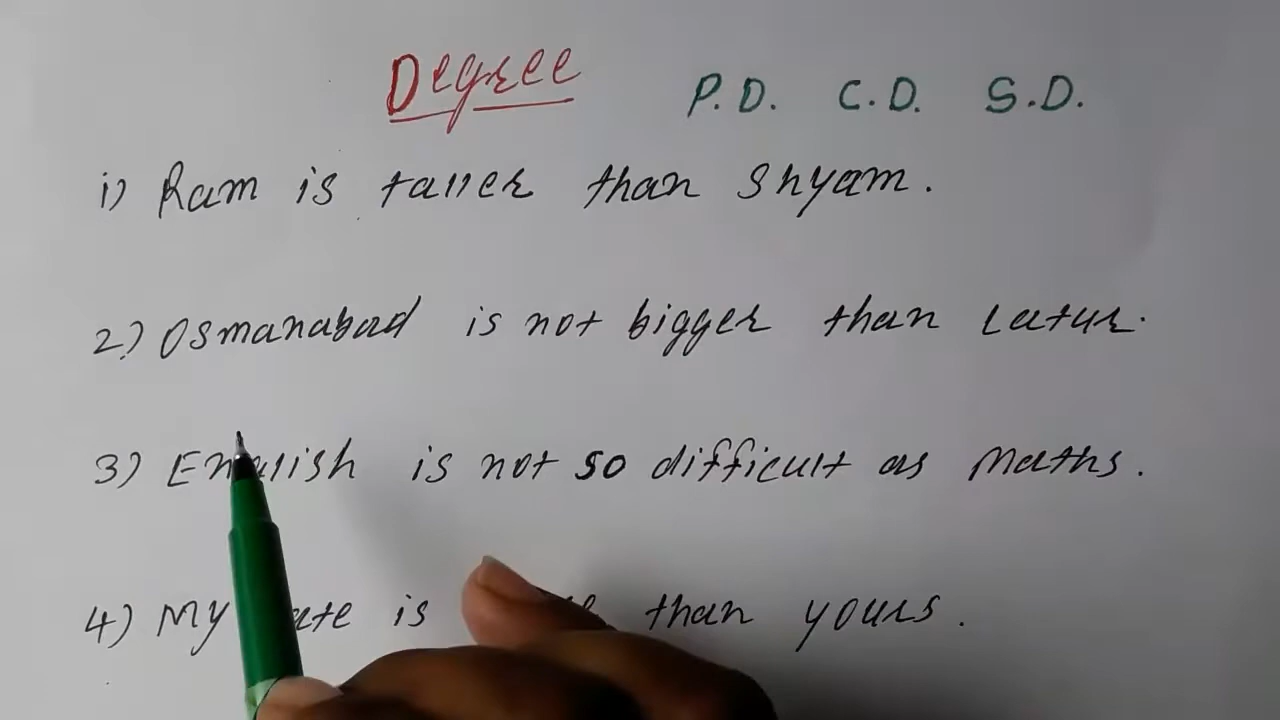 Degree P.D. C.D. S.D.
1) Ram is taller than Shyam.
2) Osmanabad is not bigger than Latur.
3) English is not so difficult as Maths.
4) My is than yours.